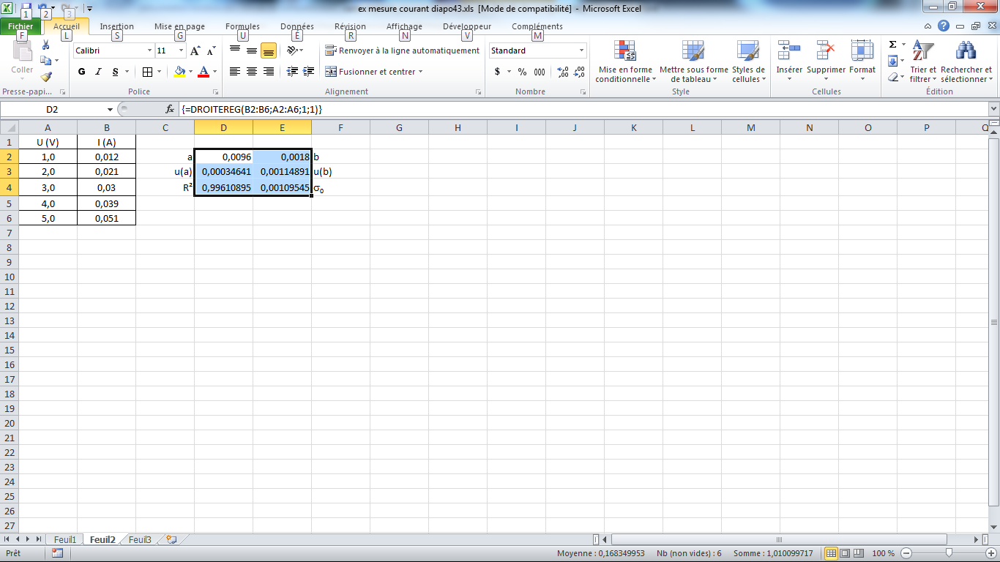 1 2 3
ex mesure courant diapo43.xls [Mode de compatibilité] - Microsoft Excel
Fichier Accueil Insertion Mise en page Formules Données Révision Affichage Développeur Compléments
F L S G U É R N V M
Coller
Presse-papi...
Calibri 11
G I S A
Police
Renvoyer à la ligne automatiquement
Fusionner et centrer
Alignement
Standard
$ % 000
Nombre
Mise en forme conditionnelle
Mettre sous forme de tableau
Styles de cellules
Style
Insérer Supprimer Format
Cellules
Σ
Trier et filtrer
Rechercher et sélectionner
Édition
D2 fx {=DROITEREG(B2:B6;A2:A6;1;1)}
A B C D E F G H I J K L M N O P Q
1 U (V) I (A)
2 1,0 0,012 a 0,0096 0,0018 b
3 2,0 0,021 u(a) 0,00034641 0,00114891 u(b)
4 3,0 0,03 R² 0,99610895 0,00109545 σ₀
5 4,0 0,039
6 5,0 0,051
7
8
9
10
11
12
13
14
15
16
17
18
19
20
21
22
23
24
25
26
27
Feuil1 Feuil2 Feuil3
Prêt Moyenne : 0,168349953 Nb (non vides) : 6 Somme : 1,010099717 100 %